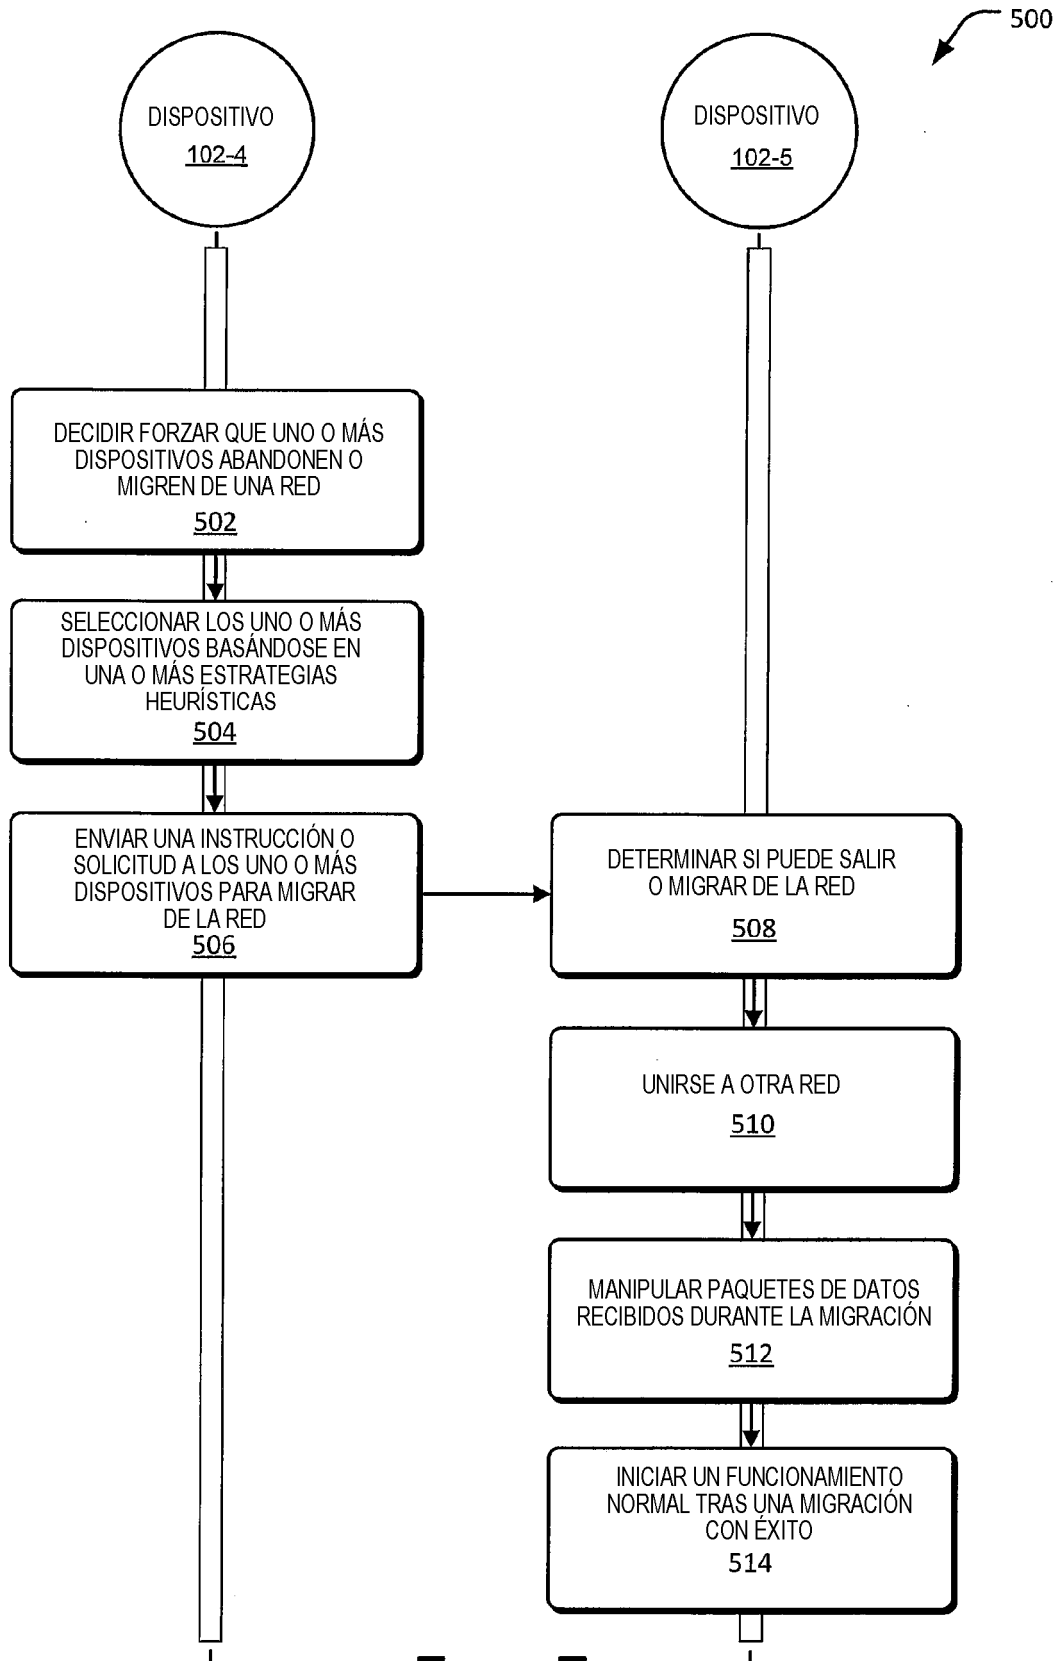 500
DISPOSITIVO
102-4
DISPOSITIVO
102-5
DECIDIR FORZAR QUE UNO O MÁS
DISPOSITIVOS ABANDONEN O
MIGREN DE UNA RED
502
SELECCIONAR LOS UNO O MÁS
DISPOSITIVOS BASÁNDOSE EN
UNA O MÁS ESTRATEGIAS
HEURÍSTICAS
504
ENVIAR UNA INSTRUCCIÓN O
SOLICITUD A LOS UNO O MÁS
DISPOSITIVOS PARA MIGRAR
DE LA RED
506
DETERMINAR SI PUEDE SALIR
O MIGRAR DE LA RED
508
UNIRSE A OTRA RED
510
MANIPULAR PAQUETES DE DATOS
RECIBIDOS DURANTE LA MIGRACIÓN
512
INICIAR UN FUNCIONAMIENTO
NORMAL TRAS UNA MIGRACIÓN
CON ÉXITO
514